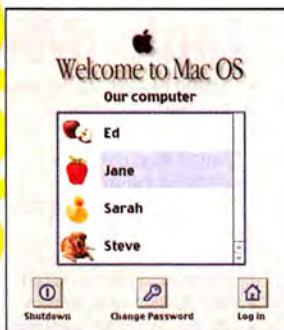 Welcome to Mac OS
Our computer
Ed
Jane
Sarah
Steve
Shutdown Change Password Log in